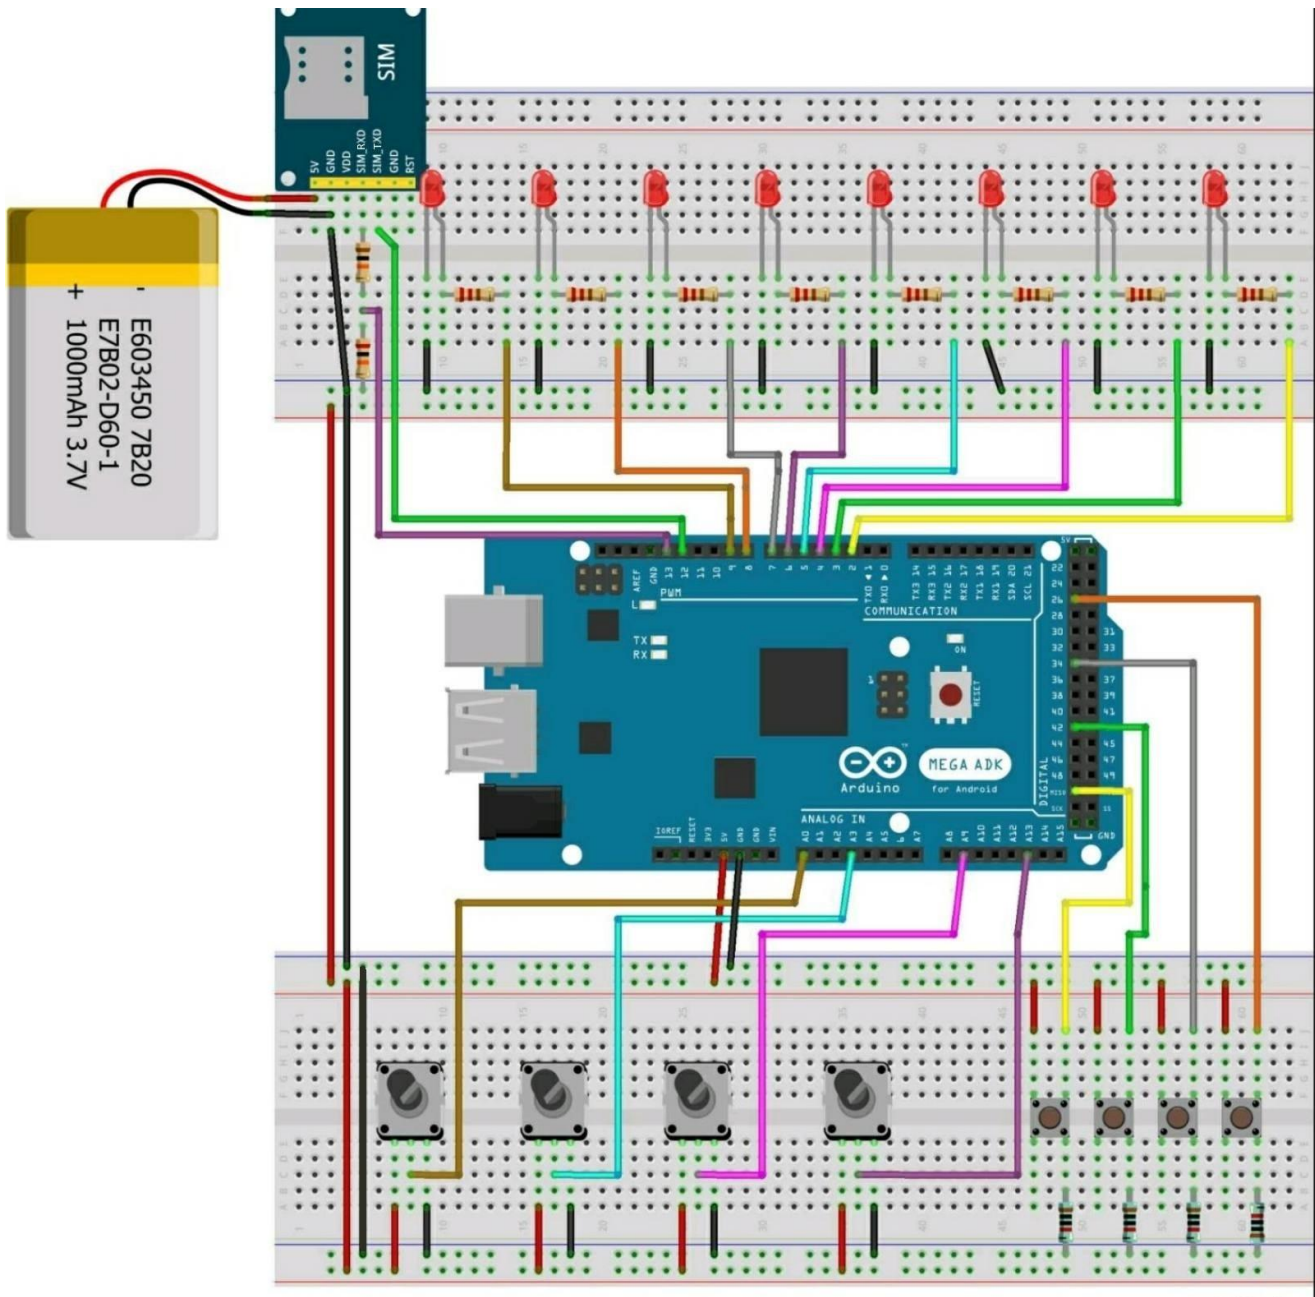 SIM
5V
GND
VDD
SIM_RXD
SIM_TXD
GND
RST
+ -
E603450 7B20
E7B02-D60-1
1000mAh 3.7V
AREF
GND
13
12
11
10
9
8
7
6
5
4
3
2
TX0 ▶ 1
RX0 ◀ 0
TX3 14
RX3 15
TX2 16
RX2 17
TX1 18
RX1 19
SDA 20
SCL 21
PWM
COMMUNICATION
L
TX
RX
ON
RESET
1
5V
22
24
26
28
30 31
32 33
34
36 37
38 39
40 41
42
44 45
46 47
48 49
MISO
SCK
GND
DIGITAL
Arduino
TM
MEGA ADK
for Android
ANALOG IN
IOREF
RESET
3V3
5V
GND
GND
VIN
A0
A1
A2
A3
A4
A5
A7
A8
A9
A10
A11
A12
A13
A14
A15